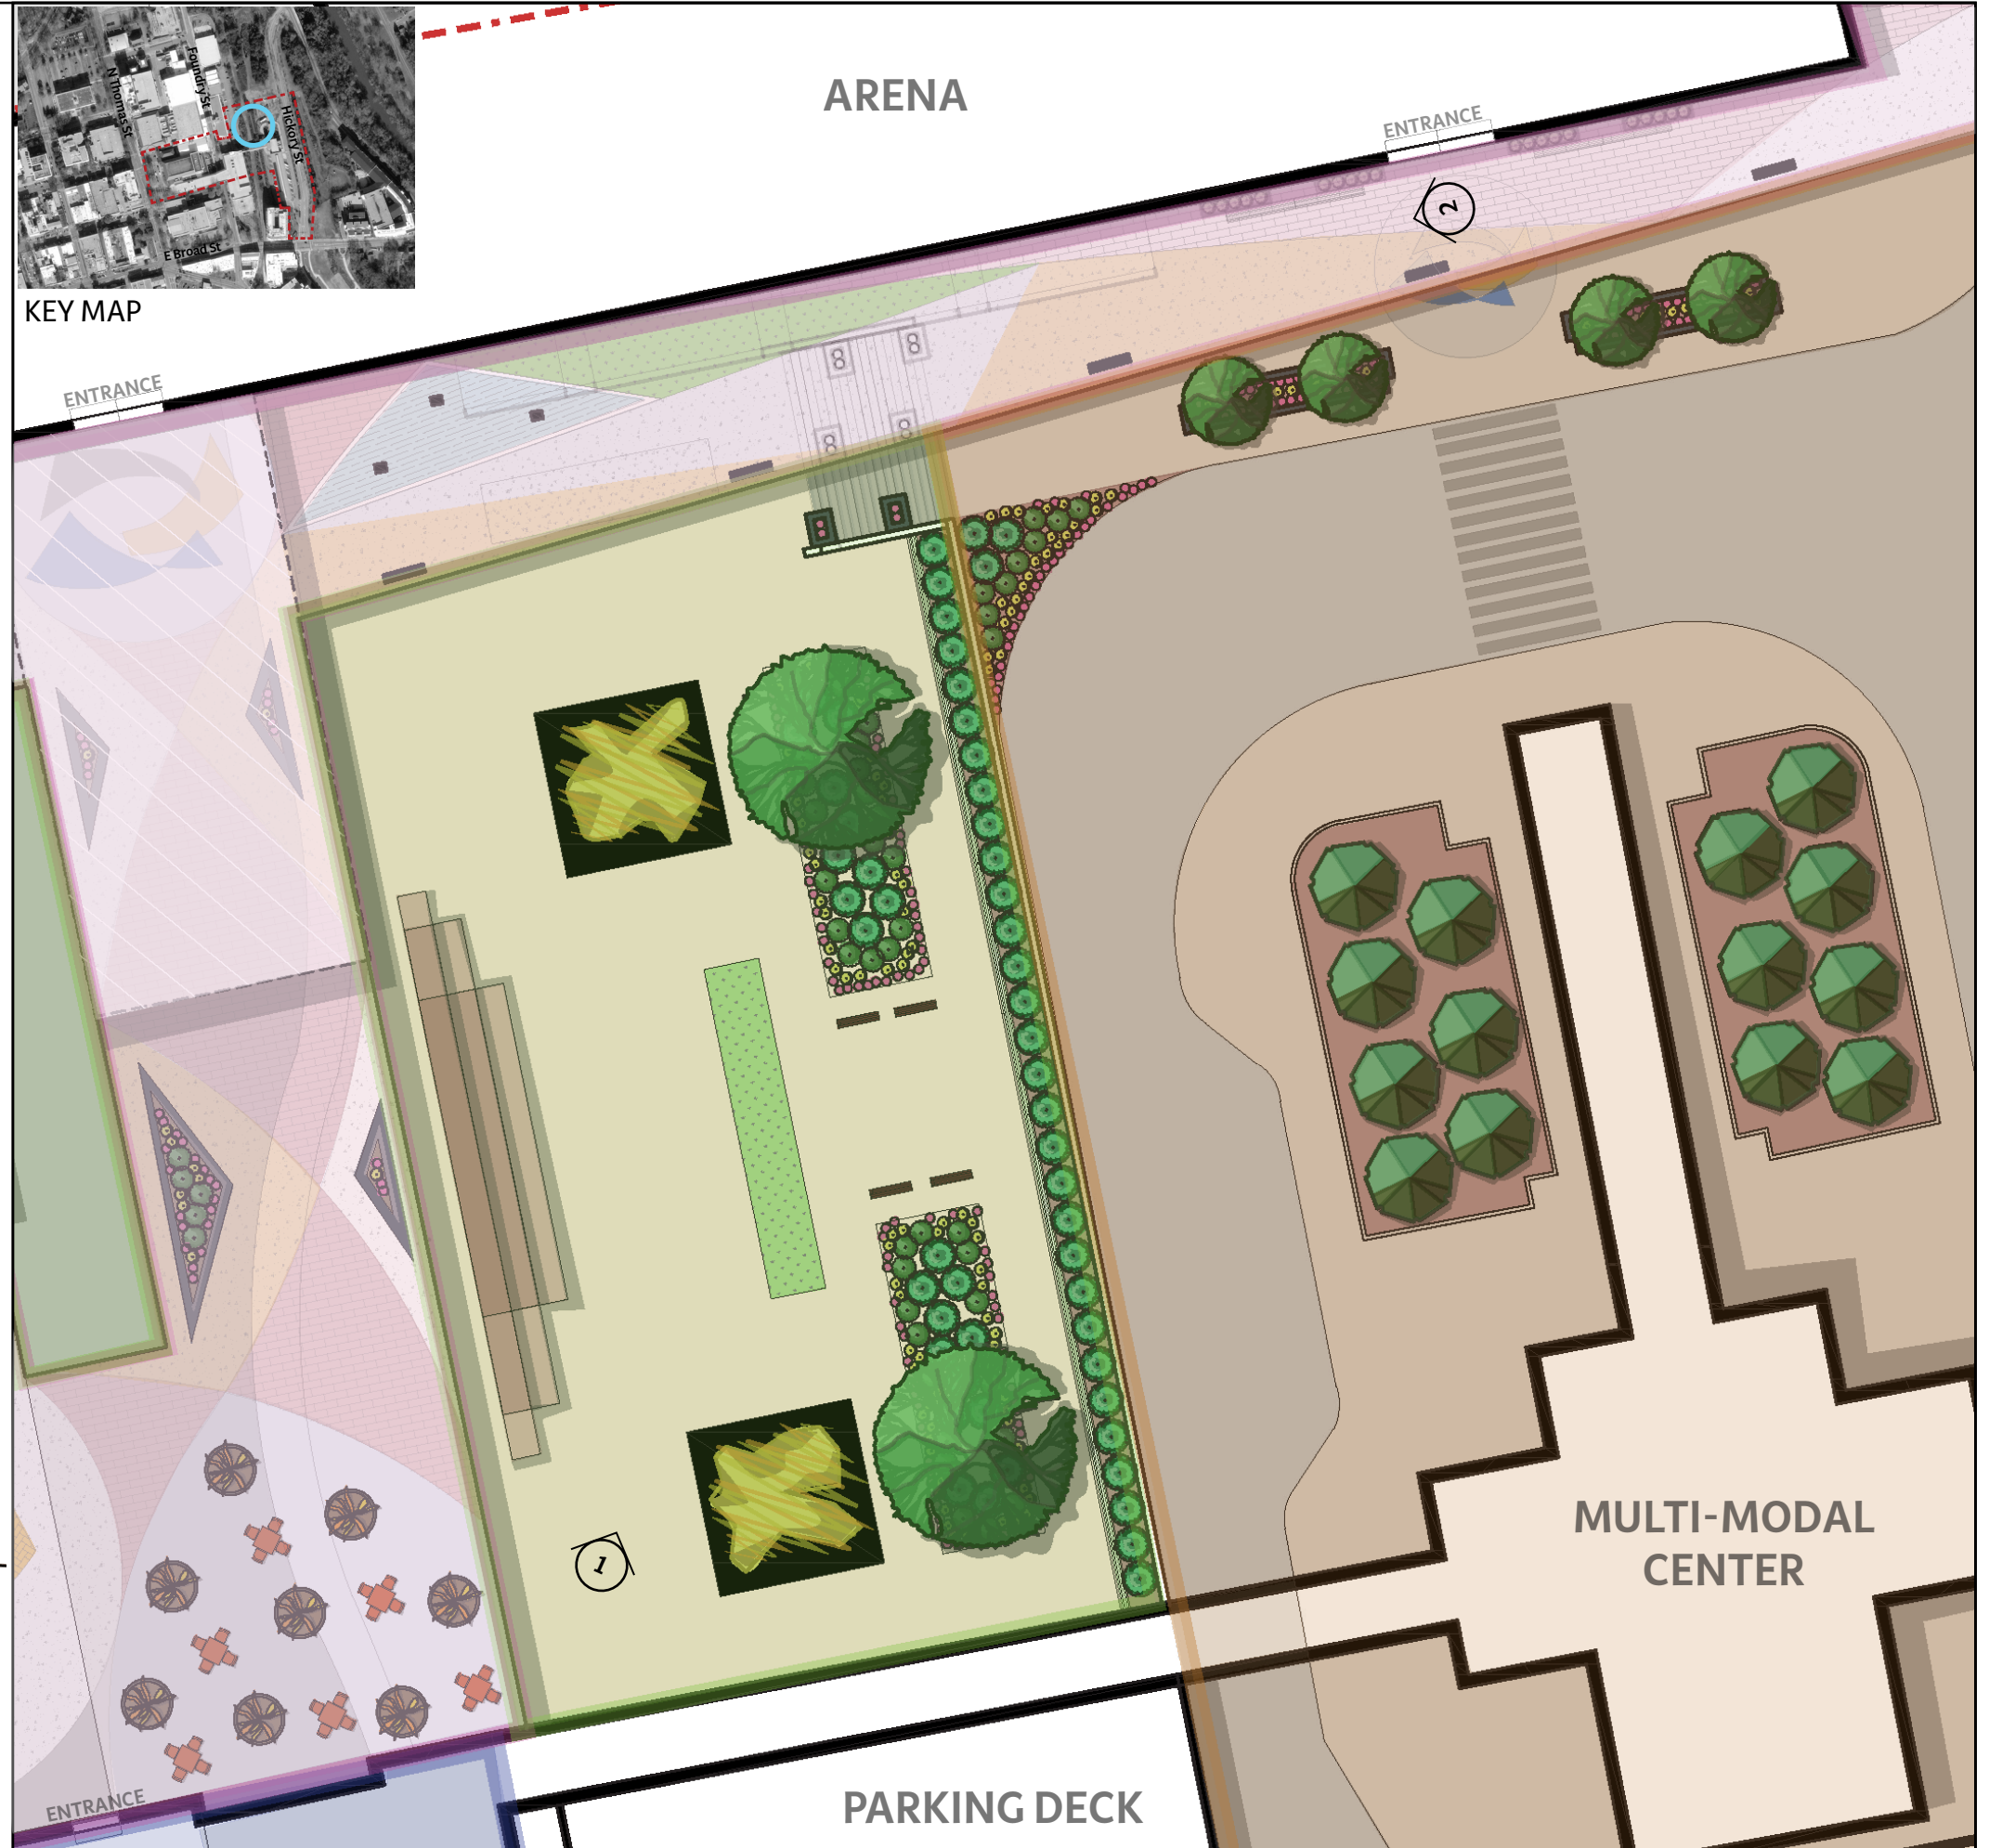 N Thomas St
Foundry St
Hickory St
E Broad St
KEY MAP
ARENA
ENTRANCE
2
ENTRANCE
1
MULTI-MODAL
CENTER
ENTRANCE
PARKING DECK